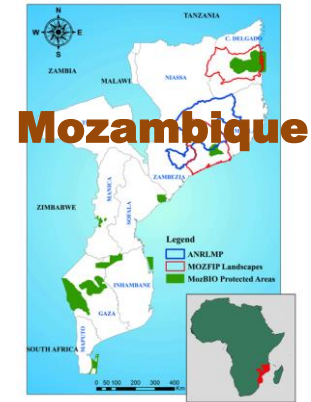 TANZANIA
N
W E
S
C. DELGADO
ZAMBIA
MALAWI
NIASSA
Mozambique
ZAMBEZIA
MANICA
SOFALA
ZIMBABWE
Legend
ANRLMP
MOZFIP Landscapes
MozBIO Protected Areas
INHAMBANE
GAZA
MAPUTO
SOUTH AFRICA
0 50 100 200 300 400
Km